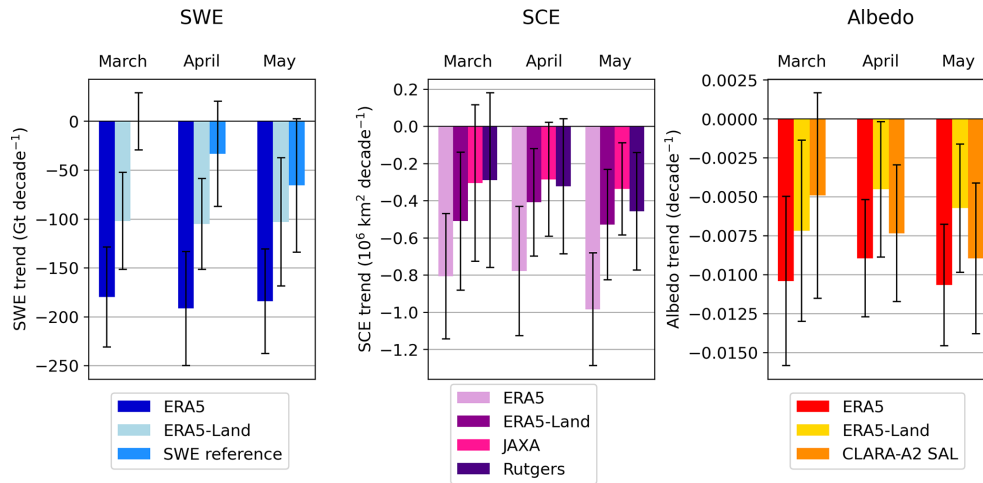 SWE
March April May
0
−50
−100
−150
−200
−250
SWE trend (Gt decade⁻¹)
ERA5
ERA5-Land
SWE reference
SCE
March April May
0.2
0.0
−0.2
−0.4
−0.6
−0.8
−1.0
−1.2
SCE trend (10⁶ km² decade⁻¹)
ERA5
ERA5-Land
JAXA
Rutgers
Albedo
March April May
0.0025
0.0000
−0.0025
−0.0050
−0.0075
−0.0100
−0.0125
−0.0150
Albedo trend (decade⁻¹)
ERA5
ERA5-Land
CLARA-A2 SAL